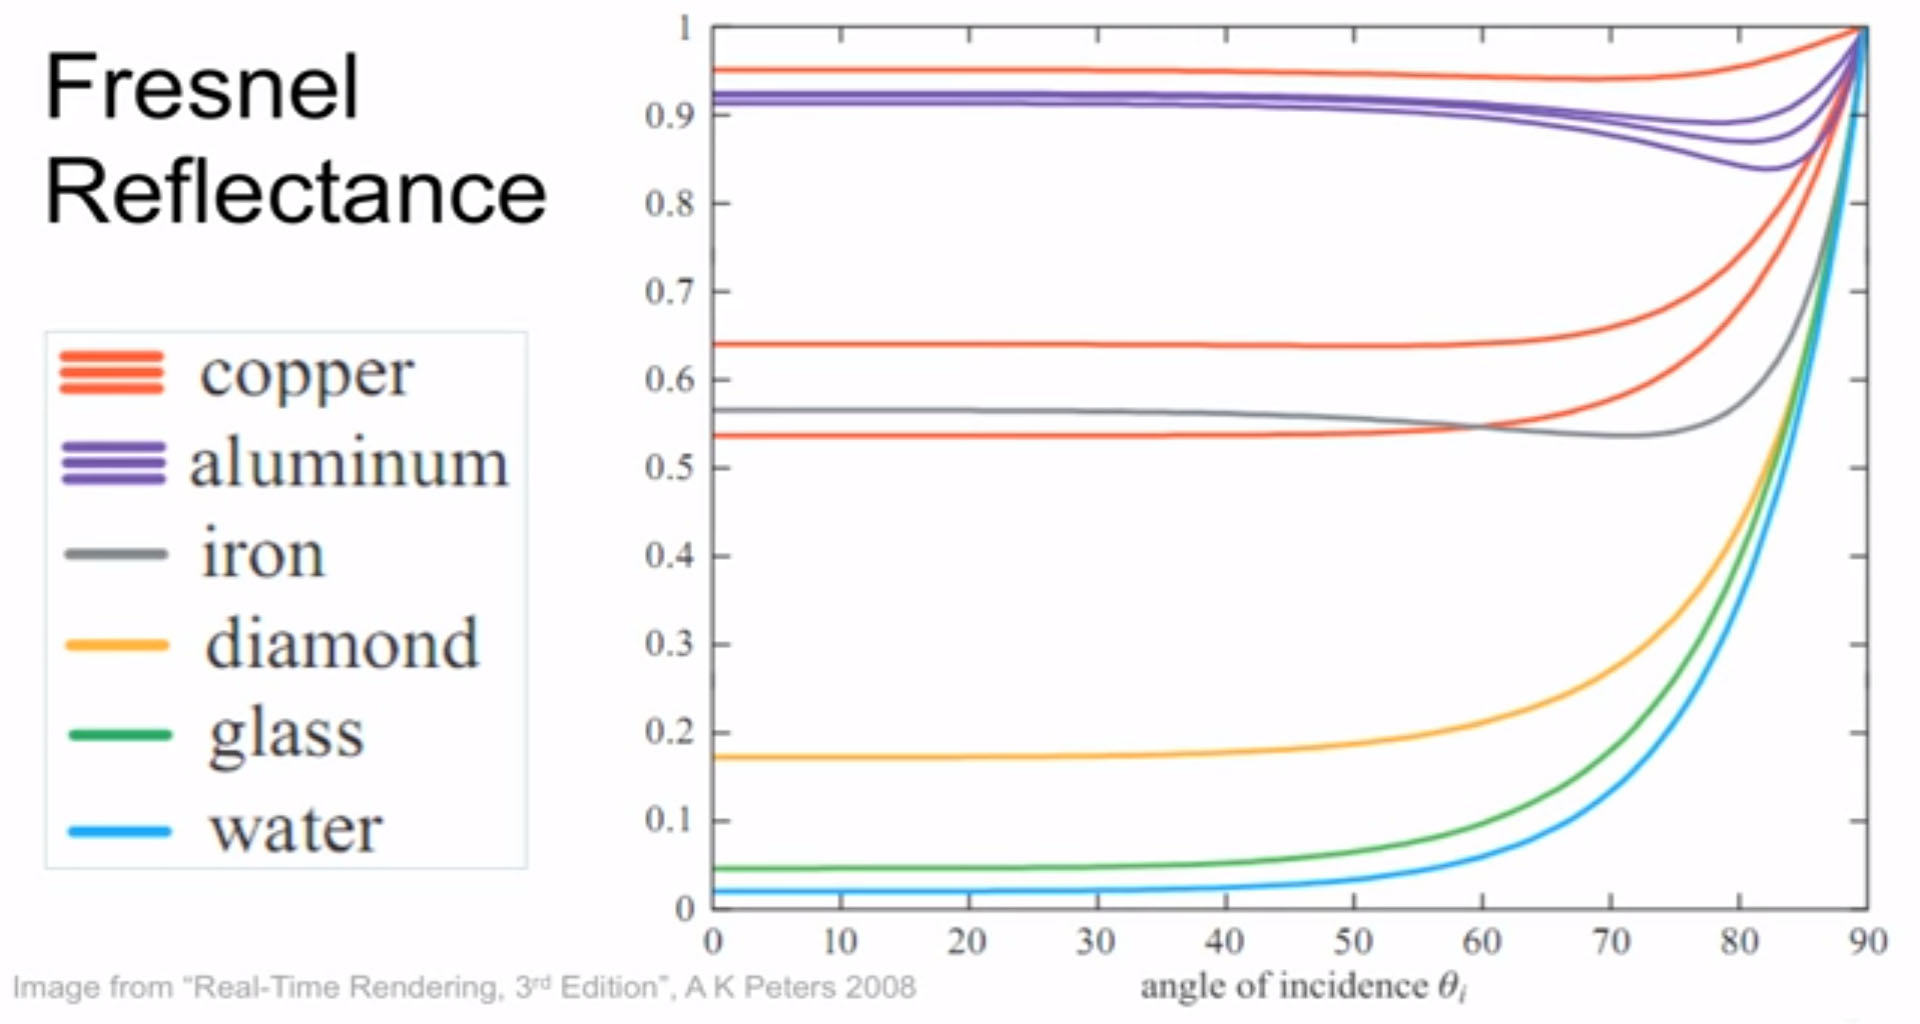 Fresnel
Reflectance
copper
aluminum
iron
diamond
glass
water
1
0.9
0.8
0.7
0.6
0.5
0.4
0.3
0.2
0.1
0
0 10 20 30 40 50 60 70 80 90
angle of incidence θᵢ
Image from “Real-Time Rendering, 3rd Edition”, A K Peters 2008